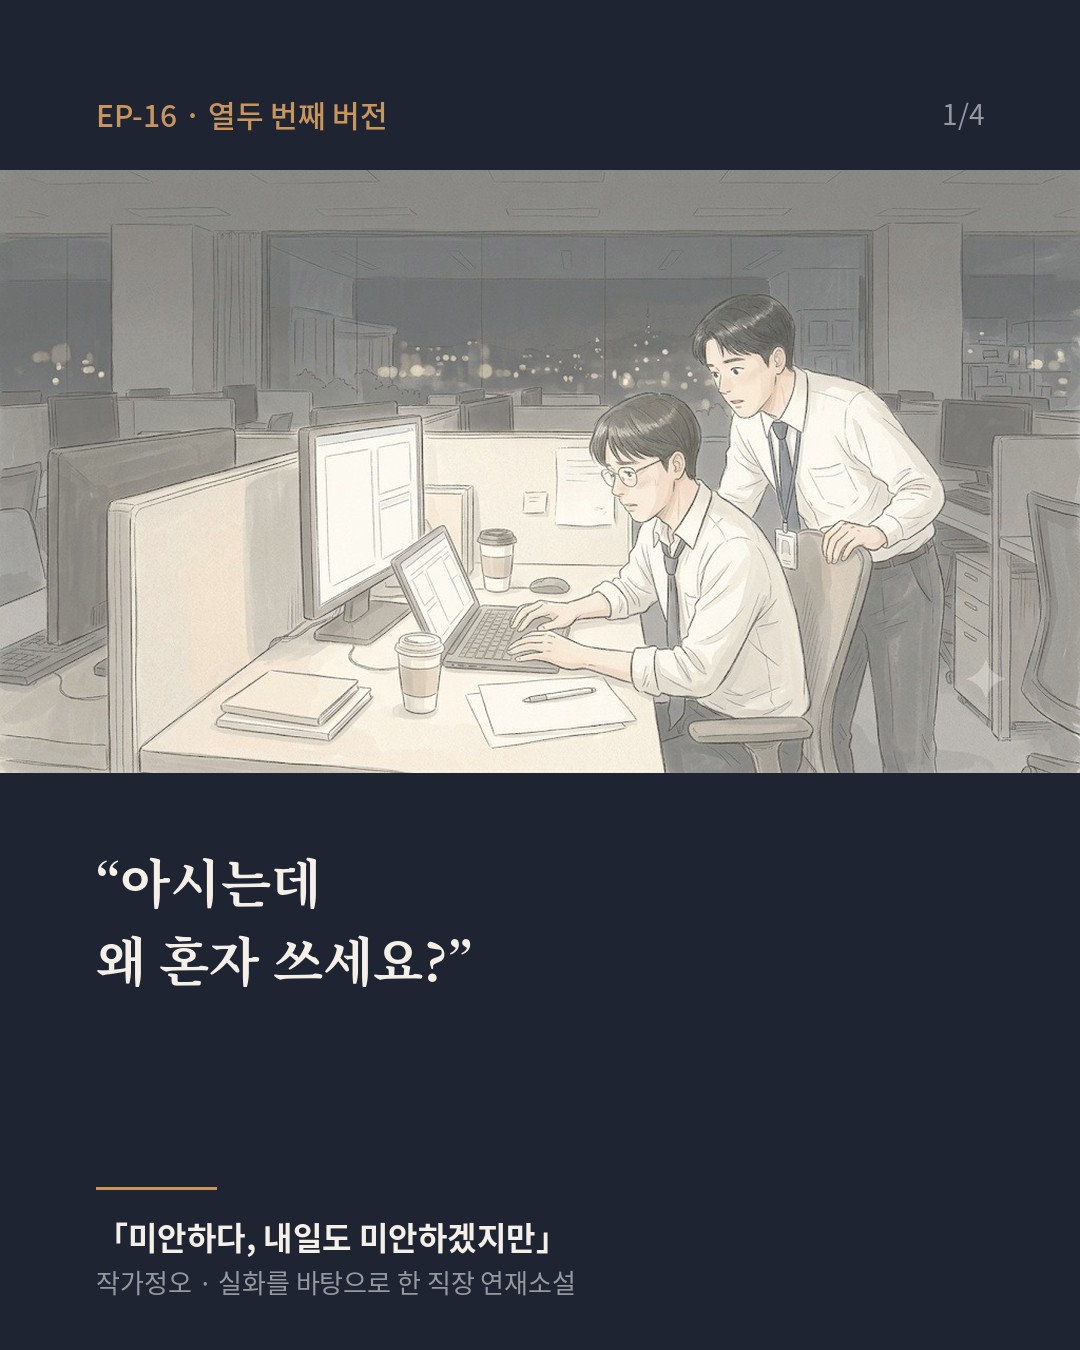 EP-16 · 열두 번째 버전
1/4
“아시는데
왜 혼자 쓰세요?”
「미안하다, 내일도 미안하겠지만」
작가정오 · 실화를 바탕으로 한 직장 연재소설